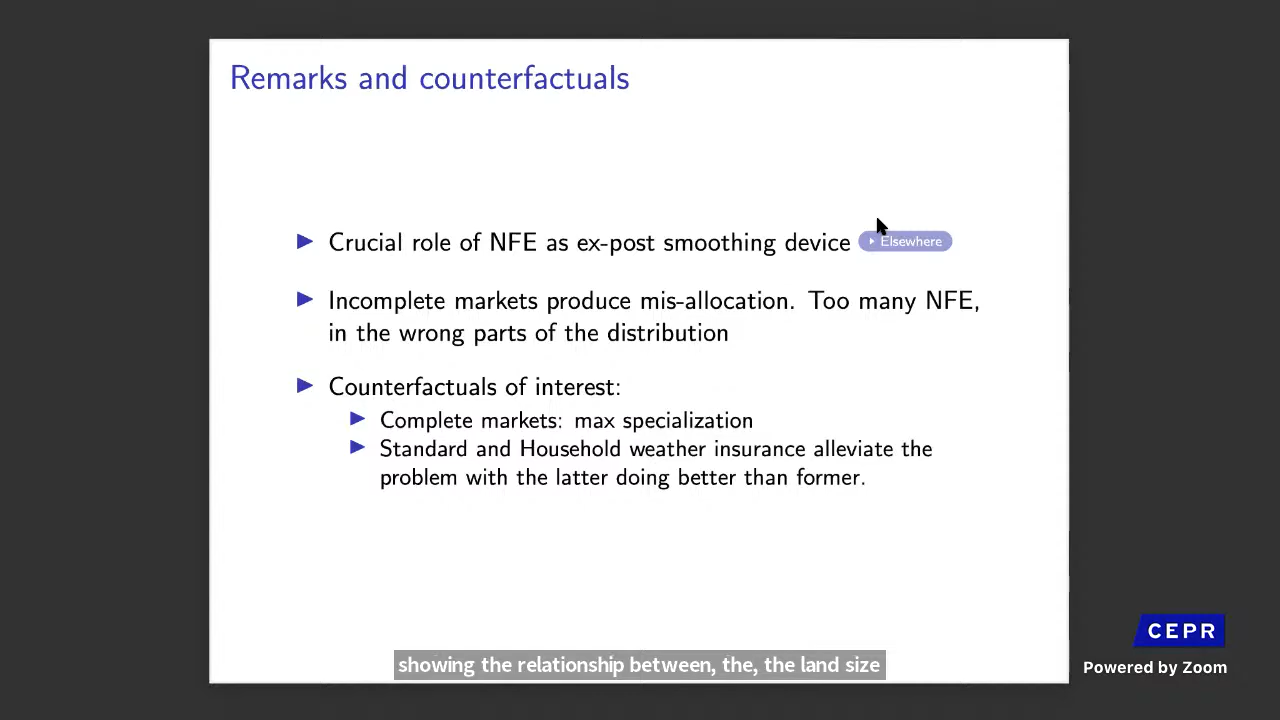 Remarks and counterfactuals
Crucial role of NFE as ex-post smoothing device
Elsewhere
Incomplete markets produce mis-allocation. Too many NFE,
in the wrong parts of the distribution
Counterfactuals of interest:
Complete markets: max specialization
Standard and Household weather insurance alleviate the
problem with the latter doing better than former.
showing the relationship between, the, the land size
CEPR
Powered by Zoom